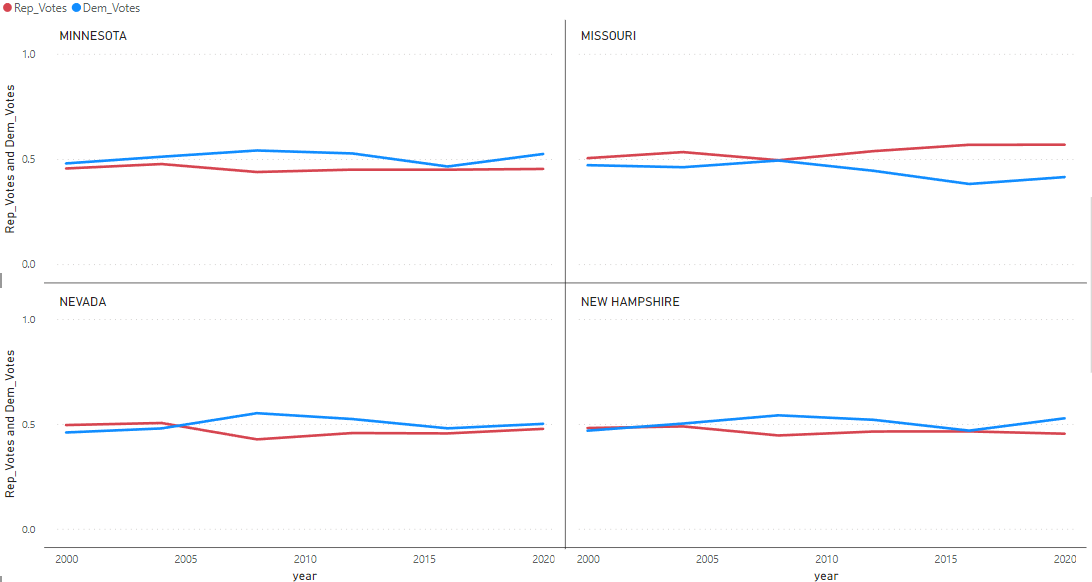 Rep_Votes Dem_Votes
MINNESOTA
MISSOURI
1.0
0.5
0.0
Rep_Votes and Dem_Votes
NEVADA
NEW HAMPSHIRE
1.0
0.5
0.0
Rep_Votes and Dem_Votes
2000 2005 2010 2015 2020
2000 2005 2010 2015 2020
year
year